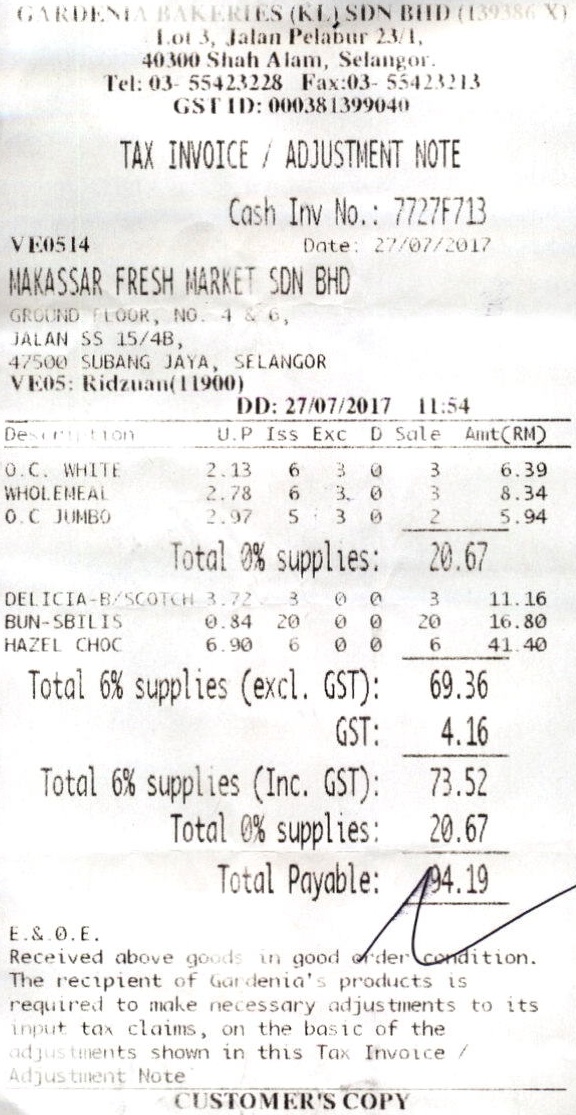 GARDENIA BAKERIES (KL) SDN BHD (139386 X)
Lot 3, Jalan Pelabur 23/1,
40300 Shah Alam, Selangor.
Tel: 03- 55423228 Fax:03- 55423213
GST ID: 000381399040
TAX INVOICE / ADJUSTMENT NOTE
Cash Inv No.: 7727F713
VE0514 Date: 27/07/2017
MAKASSAR FRESH MARKET SDN BHD
GROUND FLOOR, NO. 4 & 6,
JALAN SS 15/4B,
47500 SUBANG JAYA, SELANGOR
VE05: Ridzuan(11900)
DD: 27/07/2017 11:54
Description U.P Iss Exc D Sale Amt(RM)
O.C. WHITE 2.13 6 3 0 3 6.39
WHOLEMEAL 2.78 6 3 0 3 8.34
O.C JUMBO 2.97 5 3 0 2 5.94
Total 0% supplies: 20.67
DELICIA-B/SCOTCH 3.72 3 0 0 3 11.16
BUN-SBILIS 0.84 20 0 0 20 16.80
HAZEL CHOC 6.90 6 0 0 6 41.40
Total 6% supplies (excl. GST): 69.36
GST: 4.16
Total 6% supplies (Inc. GST): 73.52
Total 0% supplies: 20.67
Total Payable: 94.19
E.&.O.E.
Received above goods in good order condition.
The recipient of Gardenia's products is
required to make necessary adjustments to its
input tax claims, on the basic of the
adjustments shown in this Tax Invoice /
Adjustment Note
CUSTOMER'S COPY